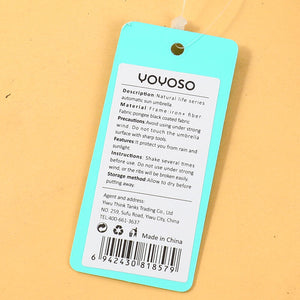 YOYOSO
Description: Natural life series
automatic sun umbrella
Material: Frame:iron+ fiber
Fabric pongee black coated fabric
Precautions: Avoid using under strong
wind. Do not touch the umbrella
surface with sharp tools.
Features: It protect you from rain and
sunlight.
Instructions: Shake several times
before use. Do not use under strong
wind, or the ribs will be broken easily.
Storage method: Allow to dry before
putting away.
Agent and address:
Yiwu Think Tanks Trading Co., Ltd
NO. 259, Sufu Road, Yiwu City, China
TEL:400-661-3637
Made in China
6 942430 818579